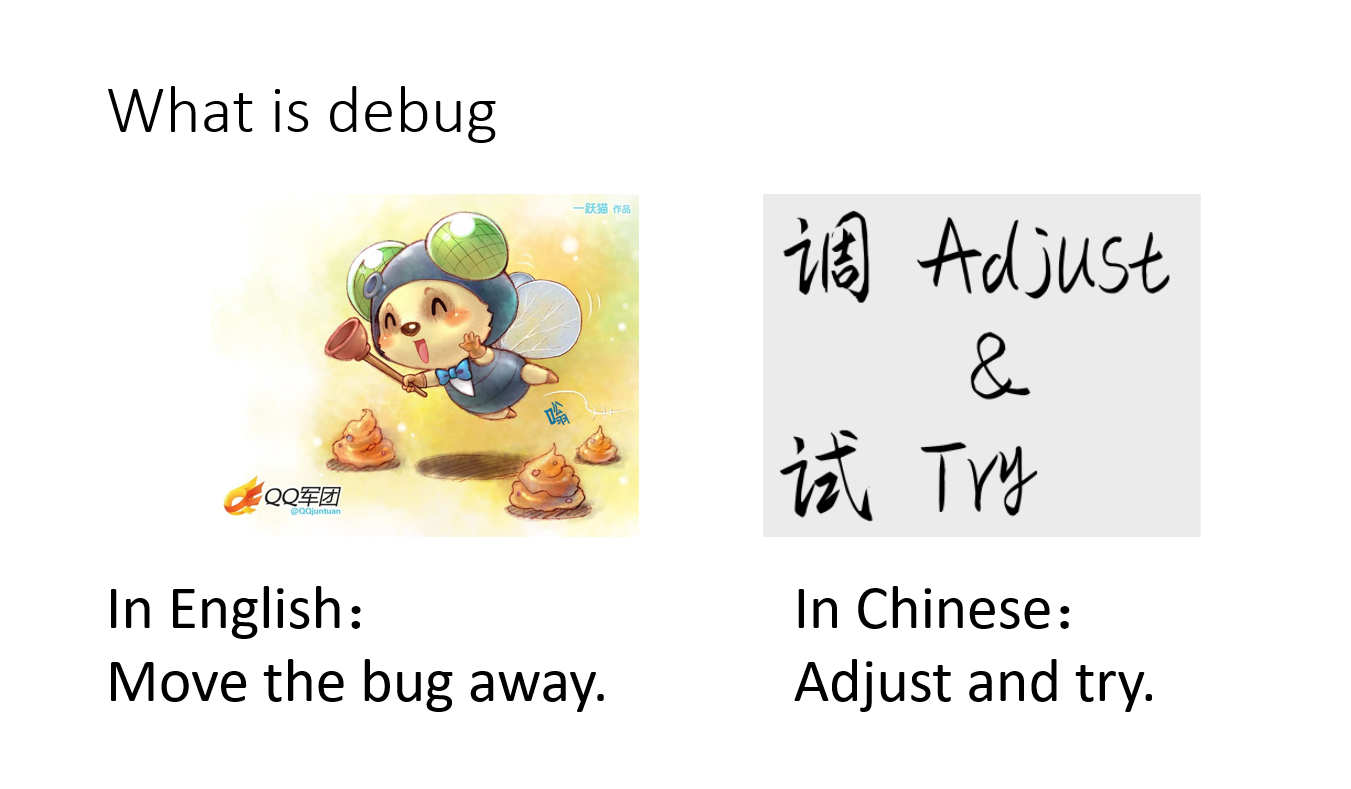 What is debug
一跃猫 作品
嗡
QQ军团
@QQjuntuan
调 Adjust
&
试 Try
In English：
Move the bug away.
In Chinese：
Adjust and try.